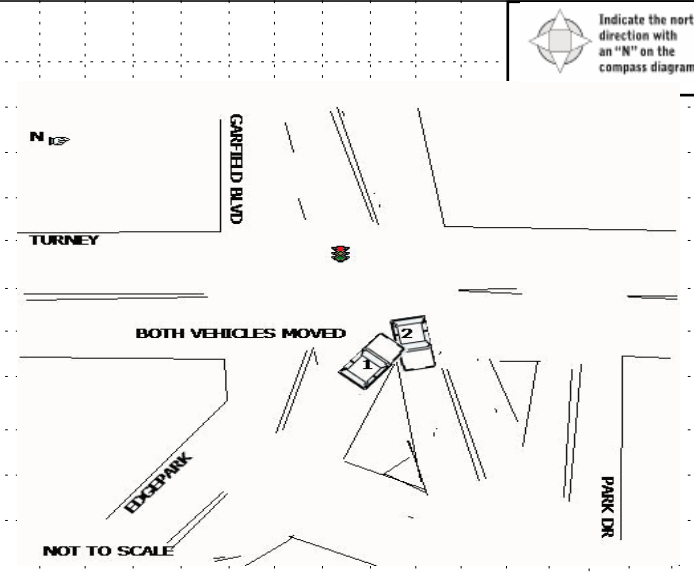 Indicate the nort
direction with
an “N” on the
compass diagram
N
GARFIELD BLVD
TURNEY
BOTH VEHICLES MOVED
2
1
EDGEPARK
PARK DR
NOT TO SCALE